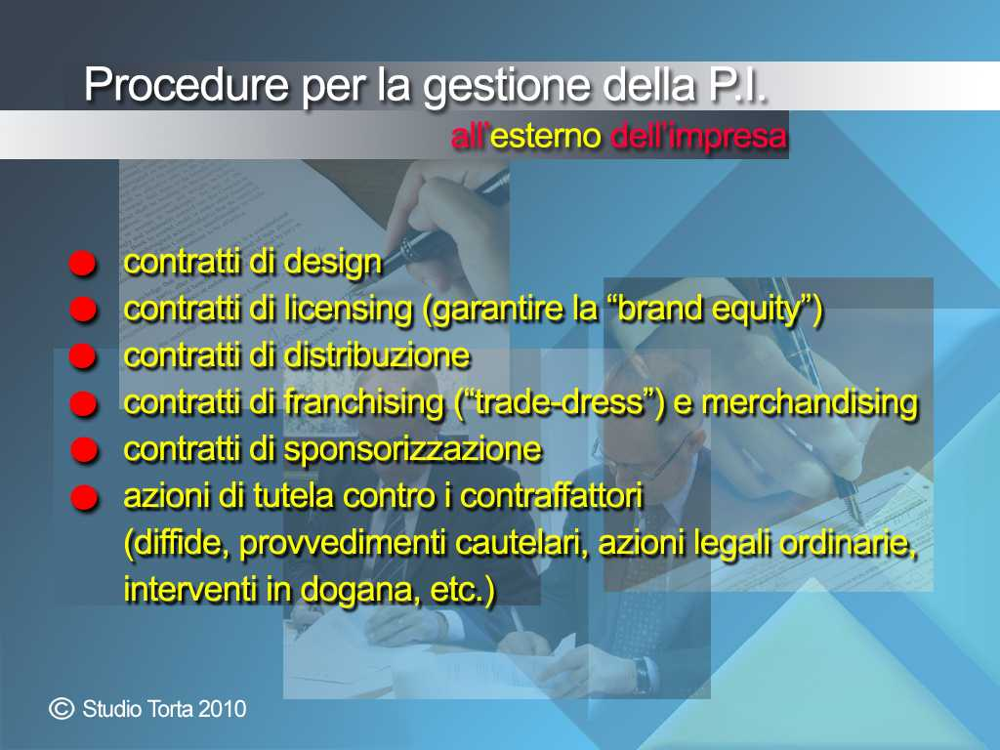 Procedure per la gestione della P.I.
all'esterno dell'impresa
contratti di design
contratti di licensing (garantire la “brand equity”)
contratti di distribuzione
contratti di franchising (“trade-dress”) e merchandising
contratti di sponsorizzazione
azioni di tutela contro i contraffattori
(diffide, provvedimenti cautelari, azioni legali ordinarie,
interventi in dogana, etc.)
© Studio Torta 2010